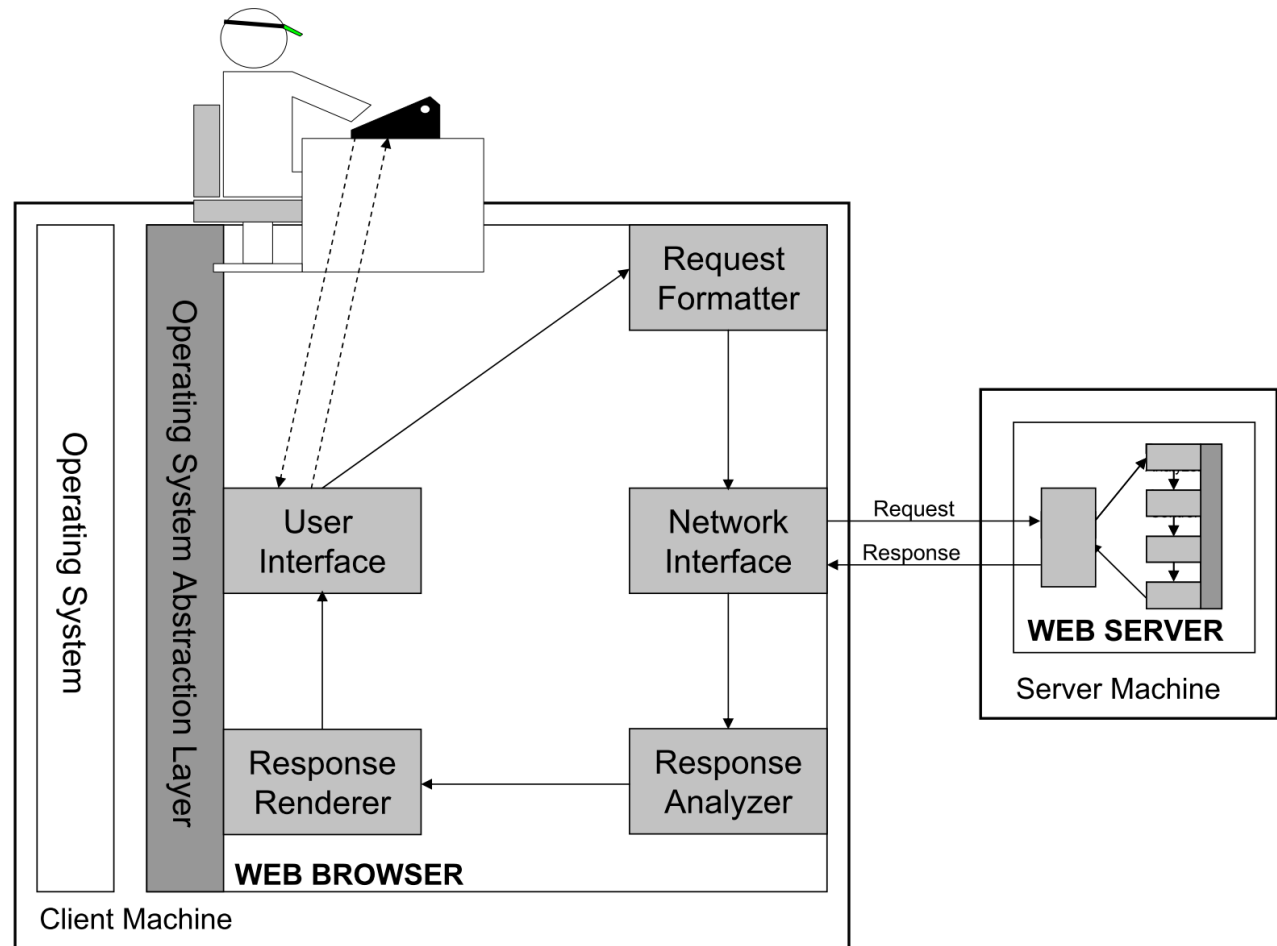 Request
Formatter
Operating System Abstraction Layer
Operating System
User
Interface
Network
Interface
Request
Response
WEB SERVER
Server Machine
Response
Renderer
Response
Analyzer
WEB BROWSER
Client Machine